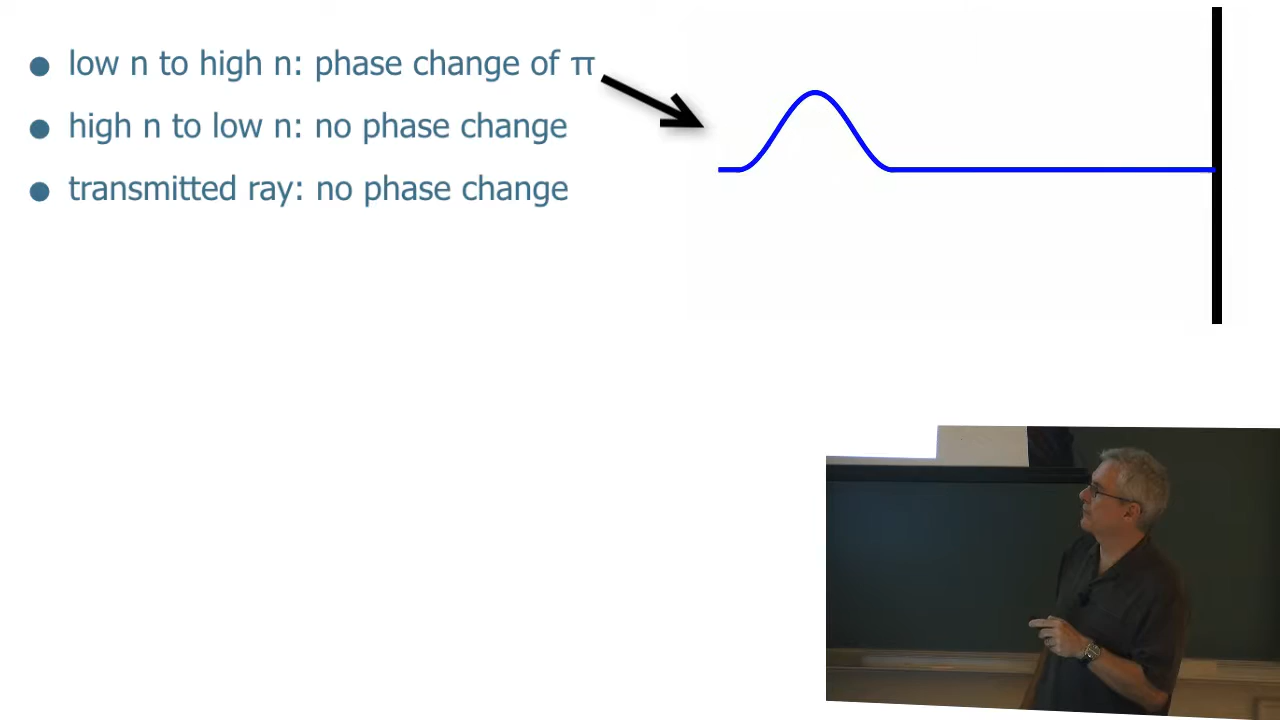 ● low n to high n: phase change of π
● high n to low n: no phase change
● transmitted ray: no phase change